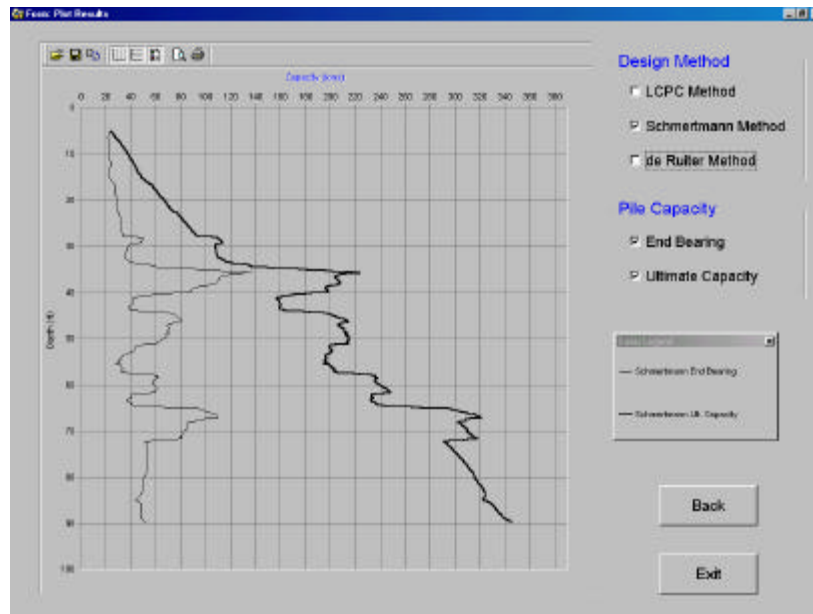 Form: Plot Results
Capacity (tons)
0 20 40 60 80 100 120 140 160 180 200 220 240 260 280 300 320 340 360 380
0
10
20
30
40
50
60
70
80
90
100
Depth (ft)
Design Method
LCPC Method
Schmertmann Method
de Ruiter Method
Pile Capacity
End Bearing
Ultimate Capacity
Schmertmann End Bearing
Schmertmann Ult. Capacity
Back
Exit